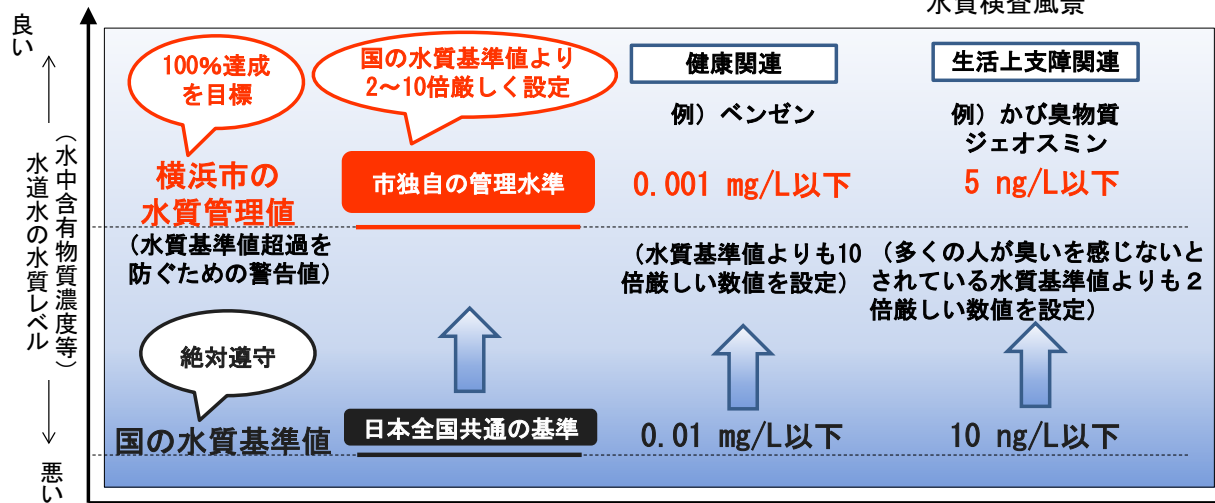 水質検査風景
良い
水道水の水質レベル
（水中含有物質濃度等）
悪い
100%達成
を目標
国の水質基準値より
2～10倍厳しく設定
健康関連
生活上支障関連
例）ベンゼン
例）かび臭物質
ジェオスミン
横浜市の
水質管理値
市独自の管理水準
0.001 mg/L以下
5 ng/L以下
（水質基準値超過を
防ぐための警告値）
（水質基準値よりも10
倍厳しい数値を設定）
（多くの人が臭いを感じないと
されている水質基準値よりも２
倍厳しい数値を設定）
絶対遵守
国の水質基準値
日本全国共通の基準
0.01 mg/L以下
10 ng/L以下